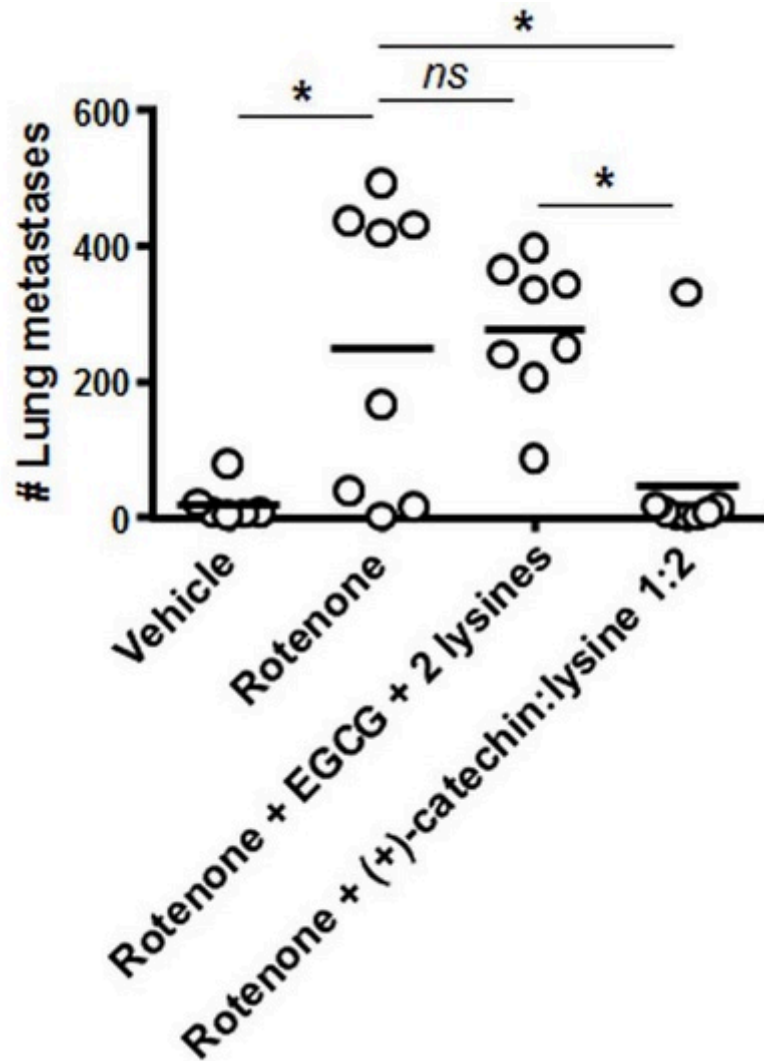 *
ns
*
*
# Lung metastases
600
400
200
0
Vehicle
Rotenone
Rotenone + EGCG + 2 lysines
Rotenone + (+)-catechin:lysine 1:2